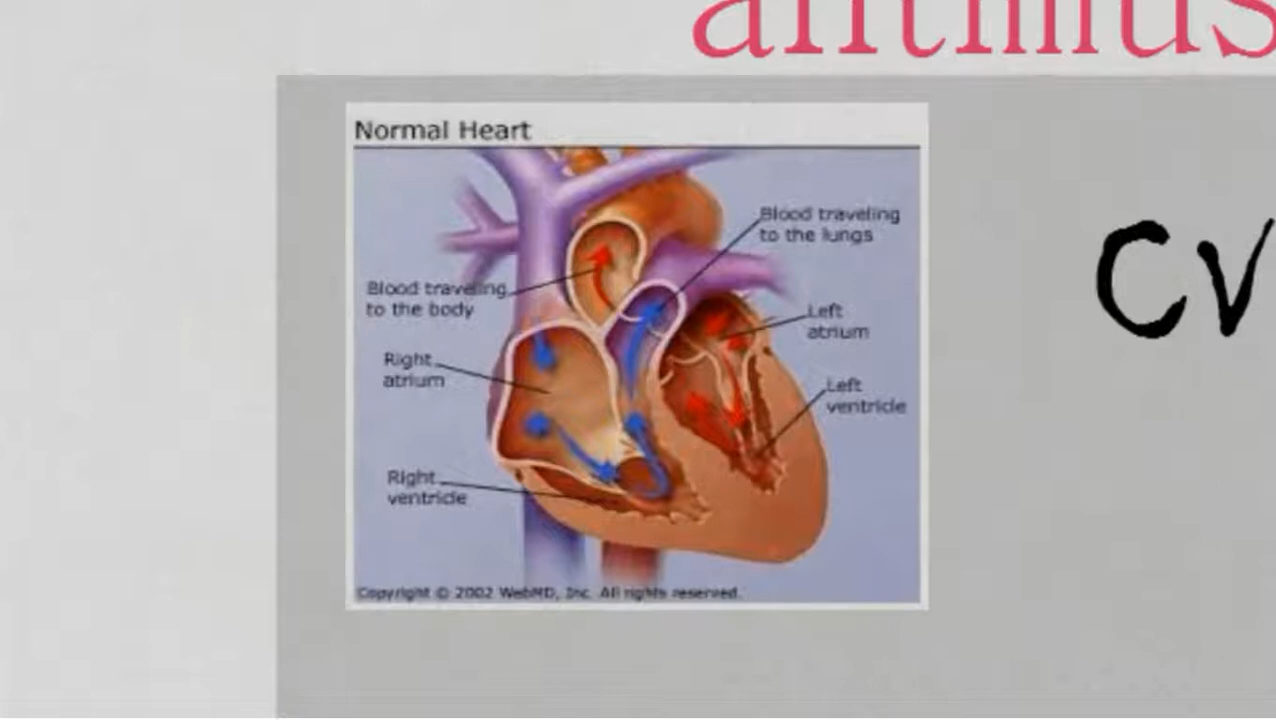 Normal Heart
Blood traveling
to the lungs
Blood traveling
to the body
Left
atrium
Right
atrium
Left
ventricle
Right
ventricle
Copyright © 2002 WebMD, Inc. All rights reserved.
CV